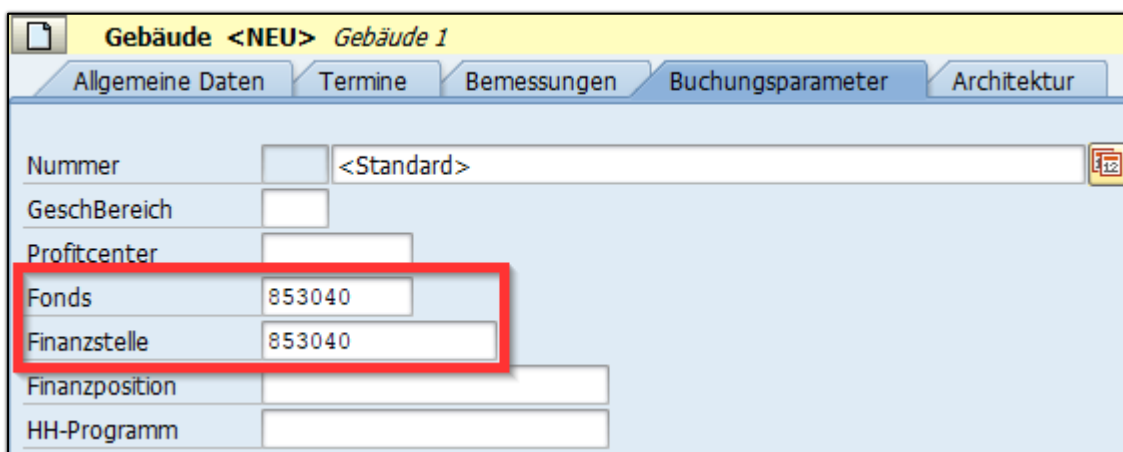 Gebäude <NEU> Gebäude 1
Allgemeine Daten Termine Bemessungen Buchungsparameter Architektur
Nummer <Standard>
GeschBereich
Profitcenter
Fonds 853040
Finanzstelle 853040
Finanzposition
HH-Programm